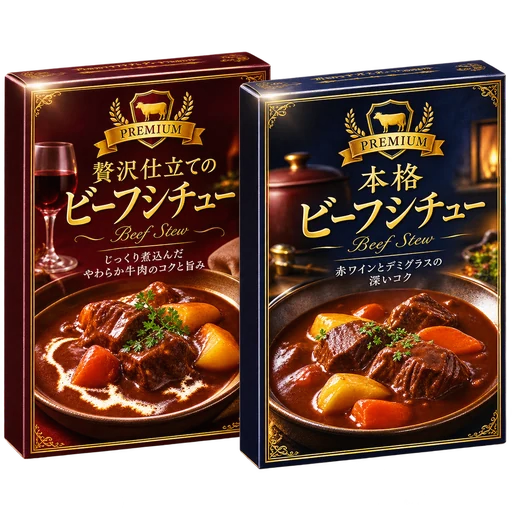 PREMIUM
贅沢仕立ての
ビーフシチュー
Beef Stew
じっくり煮込んだ
やわらか牛肉のコクと旨み
PREMIUM
本格
ビーフシチュー
Beef Stew
赤ワインとデミグラスの
深いコク